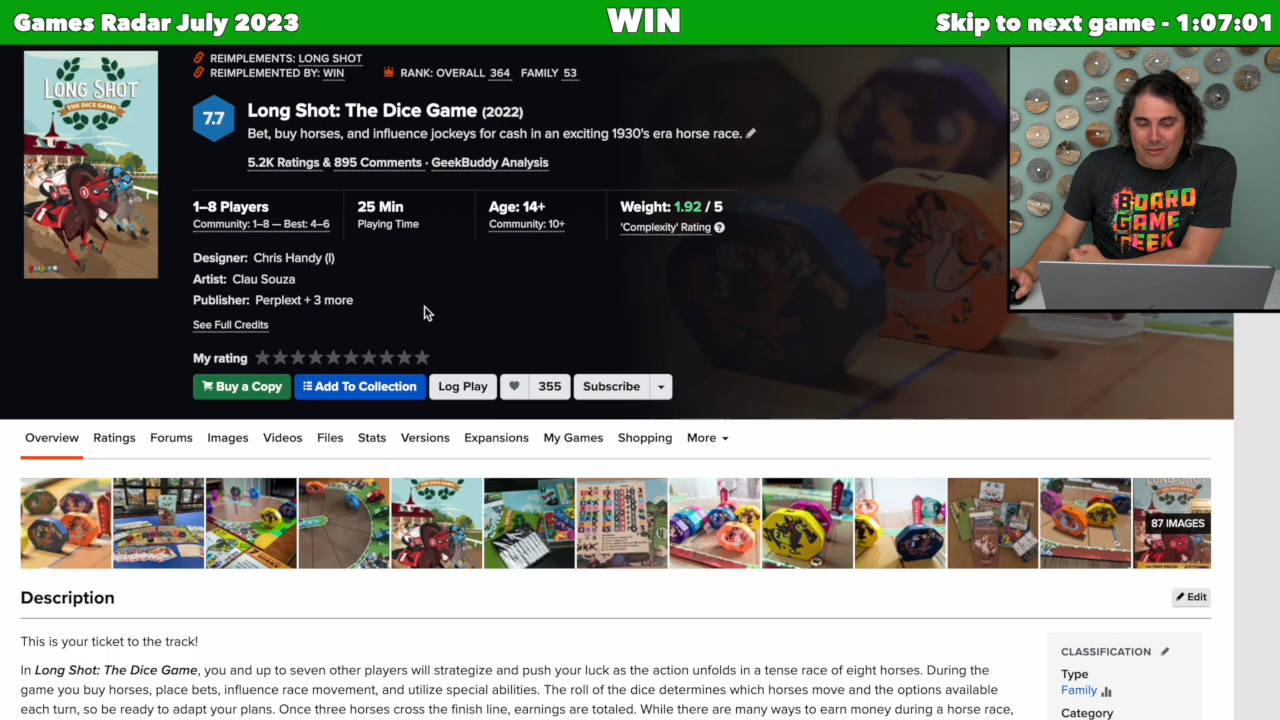 Games Radar July 2023
WIN
Skip to next game - 1:07:01
LONG SHOT
THE DICE GAME
REIMPLEMENTS: LONG SHOT
REIMPLEMENTED BY: WIN
RANK: OVERALL 364 FAMILY 53
7.7
Long Shot: The Dice Game (2022)
Bet, buy horses, and influence jockeys for cash in an exciting 1930's era horse race.
5.2K Ratings & 895 Comments · GeekBuddy Analysis
1–8 Players
Community: 1–8 — Best: 4–6
25 Min
Playing Time
Age: 14+
Community: 10+
Weight: 1.92 / 5
'Complexity' Rating
Designer: Chris Handy (I)
Artist: Clau Souza
Publisher: Perplext + 3 more
See Full Credits
My rating
Buy a Copy
Add To Collection
Log Play
355
Subscribe
BOARD
GAME
GEEK
Overview
Ratings
Forums
Images
Videos
Files
Stats
Versions
Expansions
My Games
Shopping
More
87 IMAGES
Description
Edit
This is your ticket to the track!
In Long Shot: The Dice Game, you and up to seven other players will strategize and push your luck as the action unfolds in a tense race of eight horses. During the
game you buy horses, place bets, influence race movement, and utilize special abilities. The roll of the dice determines which horses move and the options available
each turn, so be ready to adapt your plans. Once three horses cross the finish line, earnings are totaled. While there are many ways to earn money during a horse race,
CLASSIFICATION
Type
Family
Category